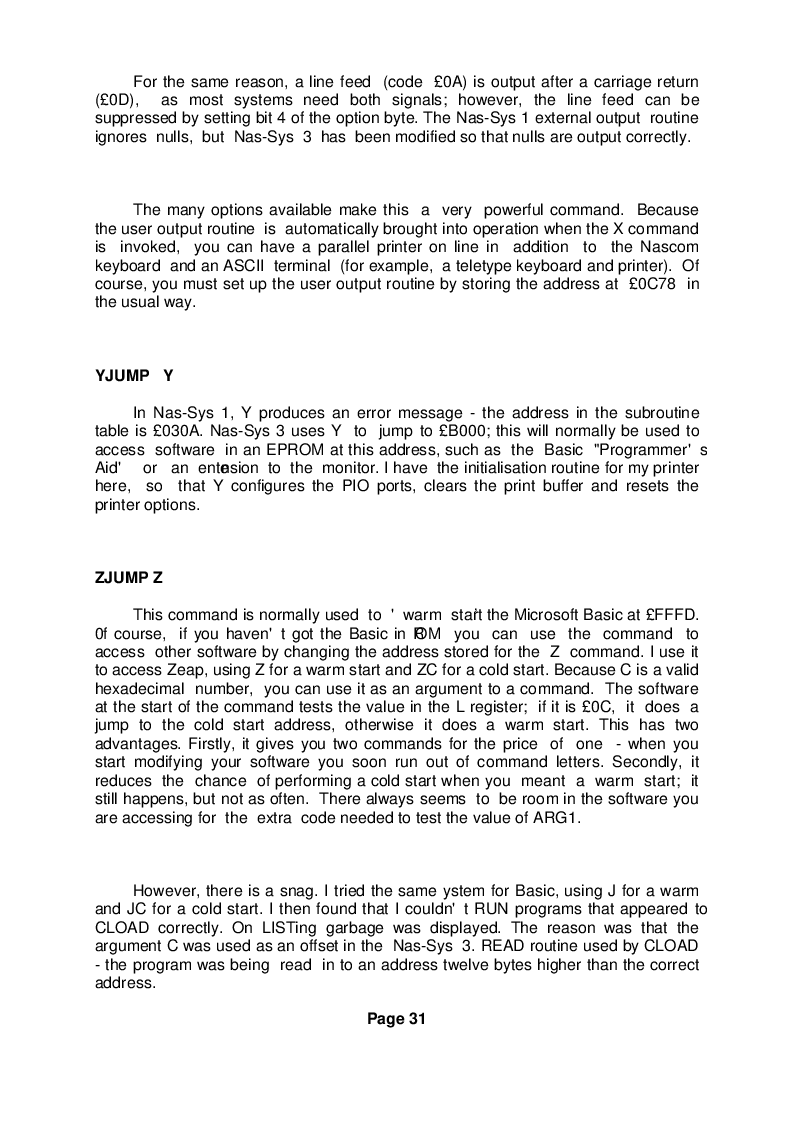 For the same reason, a line feed (code £0A) is output after a carriage return
(£0D), as most systems need both signals; however, the line feed can be
suppressed by setting bit 4 of the option byte. The Nas-Sys 1 external output routine
ignores nulls, but Nas-Sys 3 has been modified so that nulls are output correctly.
The many options available make this a very powerful command. Because
the user output routine is automatically brought into operation when the X command
is invoked, you can have a parallel printer on line in addition to the Nascom
keyboard and an ASCII terminal (for example, a teletype keyboard and printer). Of
course, you must set up the user output routine by storing the address at £0C78 in
the usual way.
YJUMP Y
In Nas-Sys 1, Y produces an error message - the address in the subroutine
table is £030A. Nas-Sys 3 uses Y to jump to £B000; this will normally be used to
access software in an EPROM at this address, such as the Basic "Programmer' s
Aid' or an entesion to the monitor. I have the initialisation routine for my printer
here, so that Y configures the PIO ports, clears the print buffer and resets the
printer options.
ZJUMP Z
This command is normally used to ' warm start' the Microsoft Basic at £FFFD.
0f course, if you haven' t got the Basic in ROM you can use the command to
access other software by changing the address stored for the Z command. I use it
to access Zeap, using Z for a warm start and ZC for a cold start. Because C is a valid
hexadecimal number, you can use it as an argument to a command. The software
at the start of the command tests the value in the L register; if it is £0C, it does a
jump to the cold start address, otherwise it does a warm start. This has two
advantages. Firstly, it gives you two commands for the price of one - when you
start modifying your software you soon run out of command letters. Secondly, it
reduces the chance of performing a cold start when you meant a warm start; it
still happens, but not as often. There always seems to be room in the software you
are accessing for the extra code needed to test the value of ARG1.
However, there is a snag. I tried the same ystem for Basic, using J for a warm
and JC for a cold start. I then found that I couldn' t RUN programs that appeared to
CLOAD correctly. On LISTing garbage was displayed. The reason was that the
argument C was used as an offset in the Nas-Sys 3. READ routine used by CLOAD
- the program was being read in to an address twelve bytes higher than the correct
address.
Page 31